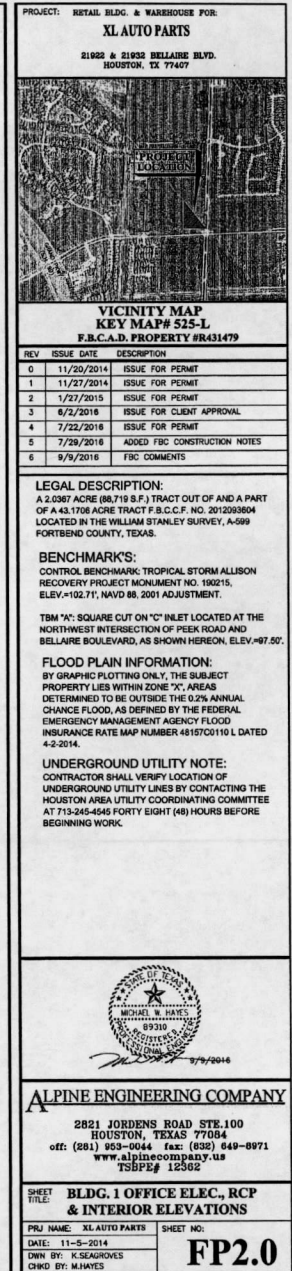 PROJECT: RETAIL BLDG. & WAREHOUSE FOR:
XL AUTO PARTS
21922 & 21932 BELLAIRE BLVD.
HOUSTON, TX 77407
PROJECT
LOCATION
VICINITY MAP
KEY MAP# 525-L
F.B.C.A.D. PROPERTY #R431479
REV ISSUE DATE DESCRIPTION
0 11/20/2014 ISSUE FOR PERMIT
1 11/27/2014 ISSUE FOR PERMIT
2 1/27/2015 ISSUE FOR PERMIT
3 6/2/2016 ISSUE FOR CLIENT APPROVAL
4 7/22/2016 ISSUE FOR PERMIT
5 7/29/2016 ADDED FBC CONSTRUCTION NOTES
6 9/9/2016 FBC COMMENTS
LEGAL DESCRIPTION:
A 2.0367 ACRE (88,719 S.F.) TRACT OUT OF AND A PART
OF A 43.1706 ACRE TRACT F.B.C.C.F. NO. 2012093604
LOCATED IN THE WILLIAM STANLEY SURVEY, A-599
FORTBEND COUNTY, TEXAS.
BENCHMARK'S:
CONTROL BENCHMARK: TROPICAL STORM ALLISON
RECOVERY PROJECT MONUMENT NO. 190215,
ELEV.=102.71', NAVD 88, 2001 ADJUSTMENT.
TBM "A": SQUARE CUT ON "C" INLET LOCATED AT THE
NORTHWEST INTERSECTION OF PEEK ROAD AND
BELLAIRE BOULEVARD, AS SHOWN HEREON, ELEV.=97.50'.
FLOOD PLAIN INFORMATION:
BY GRAPHIC PLOTTING ONLY, THE SUBJECT
PROPERTY LIES WITHIN ZONE "X", AREAS
DETERMINED TO BE OUTSIDE THE 0.2% ANNUAL
CHANCE FLOOD, AS DEFINED BY THE FEDERAL
EMERGENCY MANAGEMENT AGENCY FLOOD
INSURANCE RATE MAP NUMBER 48157C0110 L DATED
4-2-2014.
UNDERGROUND UTILITY NOTE:
CONTRACTOR SHALL VERIFY LOCATION OF
UNDERGROUND UTILITY LINES BY CONTACTING THE
HOUSTON AREA UTILITY COORDINATING COMMITTEE
AT 713-245-4545 FORTY EIGHT (48) HOURS BEFORE
BEGINNING WORK.
STATE OF TEXAS
MICHAEL W. HAYES
89310
REGISTERED
PROFESSIONAL ENGINEER
9/9/2016
ALPINE ENGINEERING COMPANY
2821 JORDENS ROAD STE.100
HOUSTON, TEXAS 77084
off: (281) 953-0044 fax: (832) 649-8971
www.alpinecompany.us
TSBPE# 12362
SHEET TITLE: BLDG. 1 OFFICE ELEC., RCP
& INTERIOR ELEVATIONS
PRJ NAME: XL AUTO PARTS
DATE: 11-5-2014
DWN BY: K.SEAGROVES
CHKD BY: M.HAYES
SHEET NO:
FP2.0